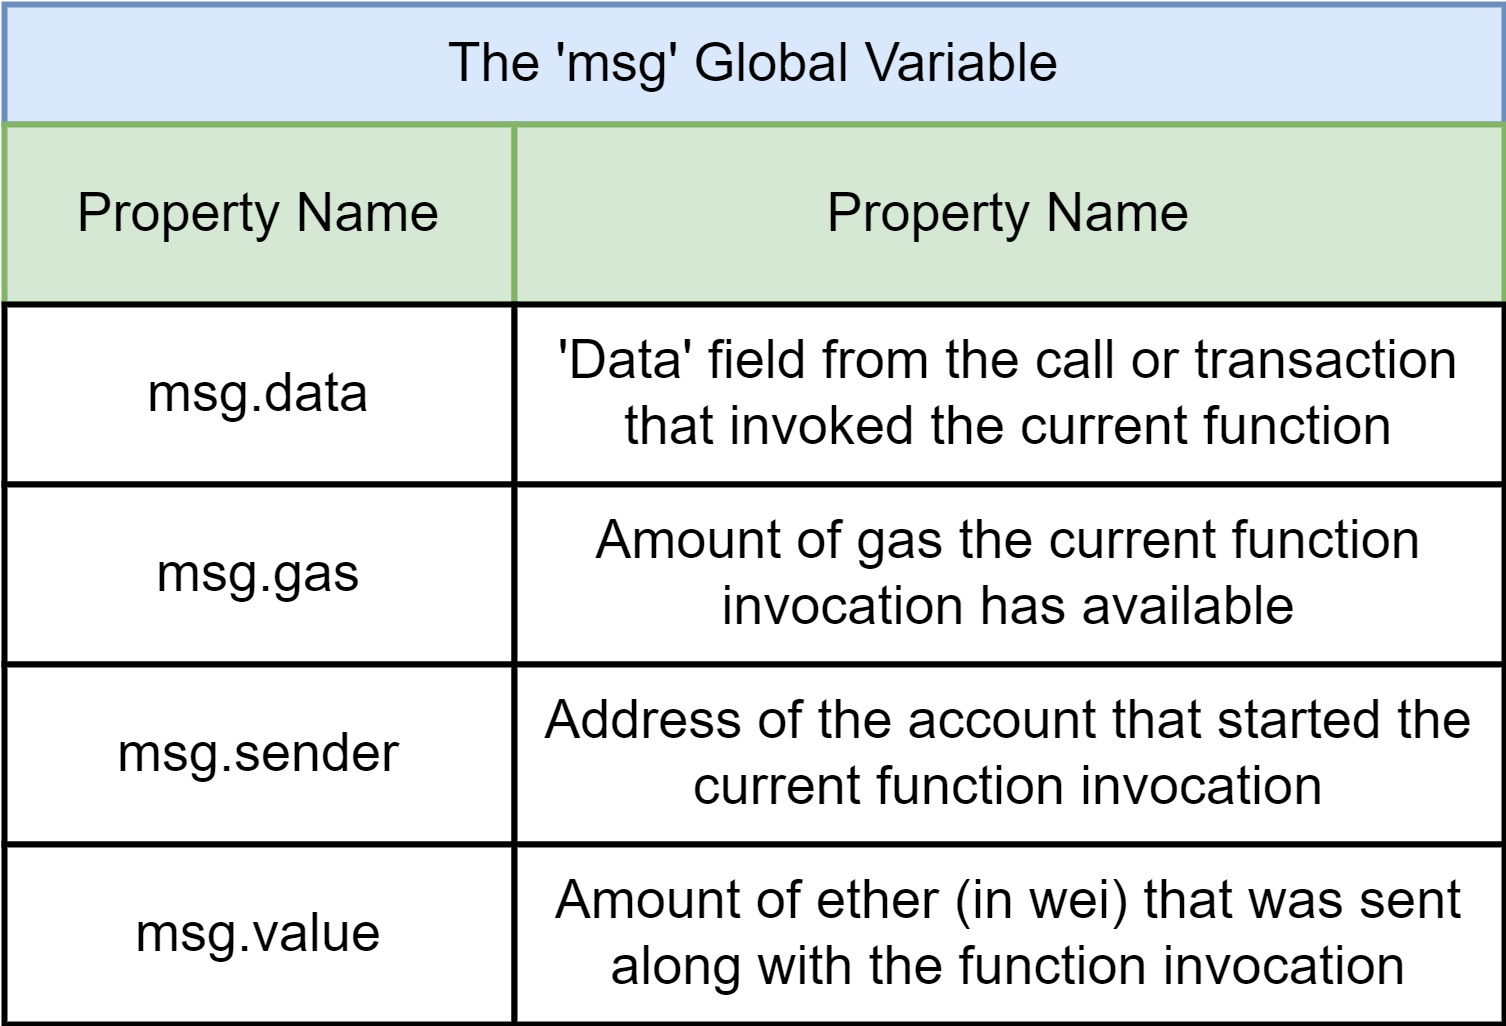 The 'msg' Global Variable
Property Name
Property Name
msg.data
'Data' field from the call or transaction
that invoked the current function
msg.gas
Amount of gas the current function
invocation has available
msg.sender
Address of the account that started the
current function invocation
msg.value
Amount of ether (in wei) that was sent
along with the function invocation